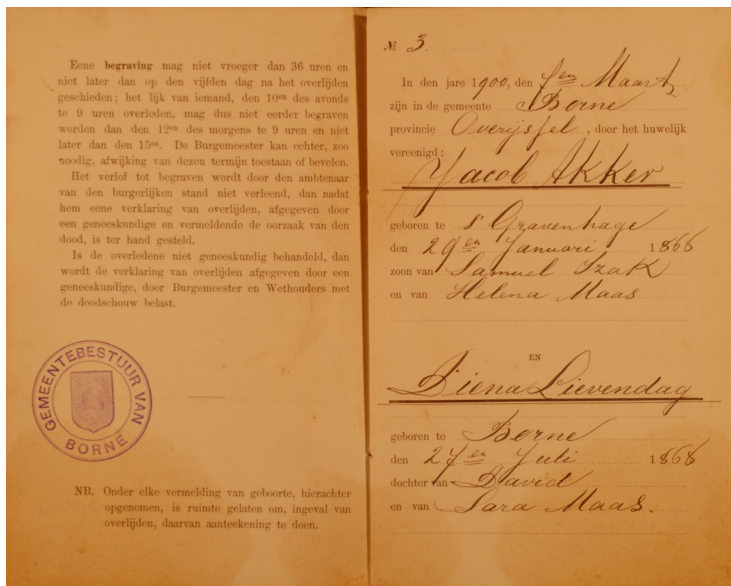 Eene begraving mag niet vroeger dan 36 uren en
niet later dan op den vijfden dag na het overlijden
geschieden; het lijk van iemand, den 10en des avonds
te 9 uren overleden, mag dus niet eerder begraven
worden dan den 12en des morgens te 9 uren en niet
later dan den 15en. De Burgemeester kan echter, zoo
noodig, afwijking van dezen termijn toestaan of bevelen.
Het verlof tot begraven wordt door den ambtenaar
van den burgerlijken stand niet verleend, dan nadat
hem eene verklaring van overlijden, afgegeven door
een geneeskundige en vermeldende de oorzaak van den
dood, is ter hand gesteld.
Is de overledene niet geneeskundig behandeld, dan
wordt de verklaring van overlijden afgegeven door een
geneeskundige, door Burgemeester en Wethouders met
de doodschouw belast.
GEMEENTEBESTUUR VAN
BORNE
NB. Onder elke vermelding van geboorte, hierachter
opgenomen, is ruimte gelaten om, ingeval van
overlijden, daarvan aanteekening te doen.
№ 3.
In den jare 1900, den Maart
zijn in de gemeente Borne
provincie Overijssel, door het huwelijk
vereenigd:
Jacob Akker
geboren te s' Gravenhage
den 29en Januari 1868
zoon van Samuel Izak
en van Helena Maas
EN
Diena Lievendag
geboren te Borne
den 27en Juli 1868
dochter van David
en van Sara Maas.